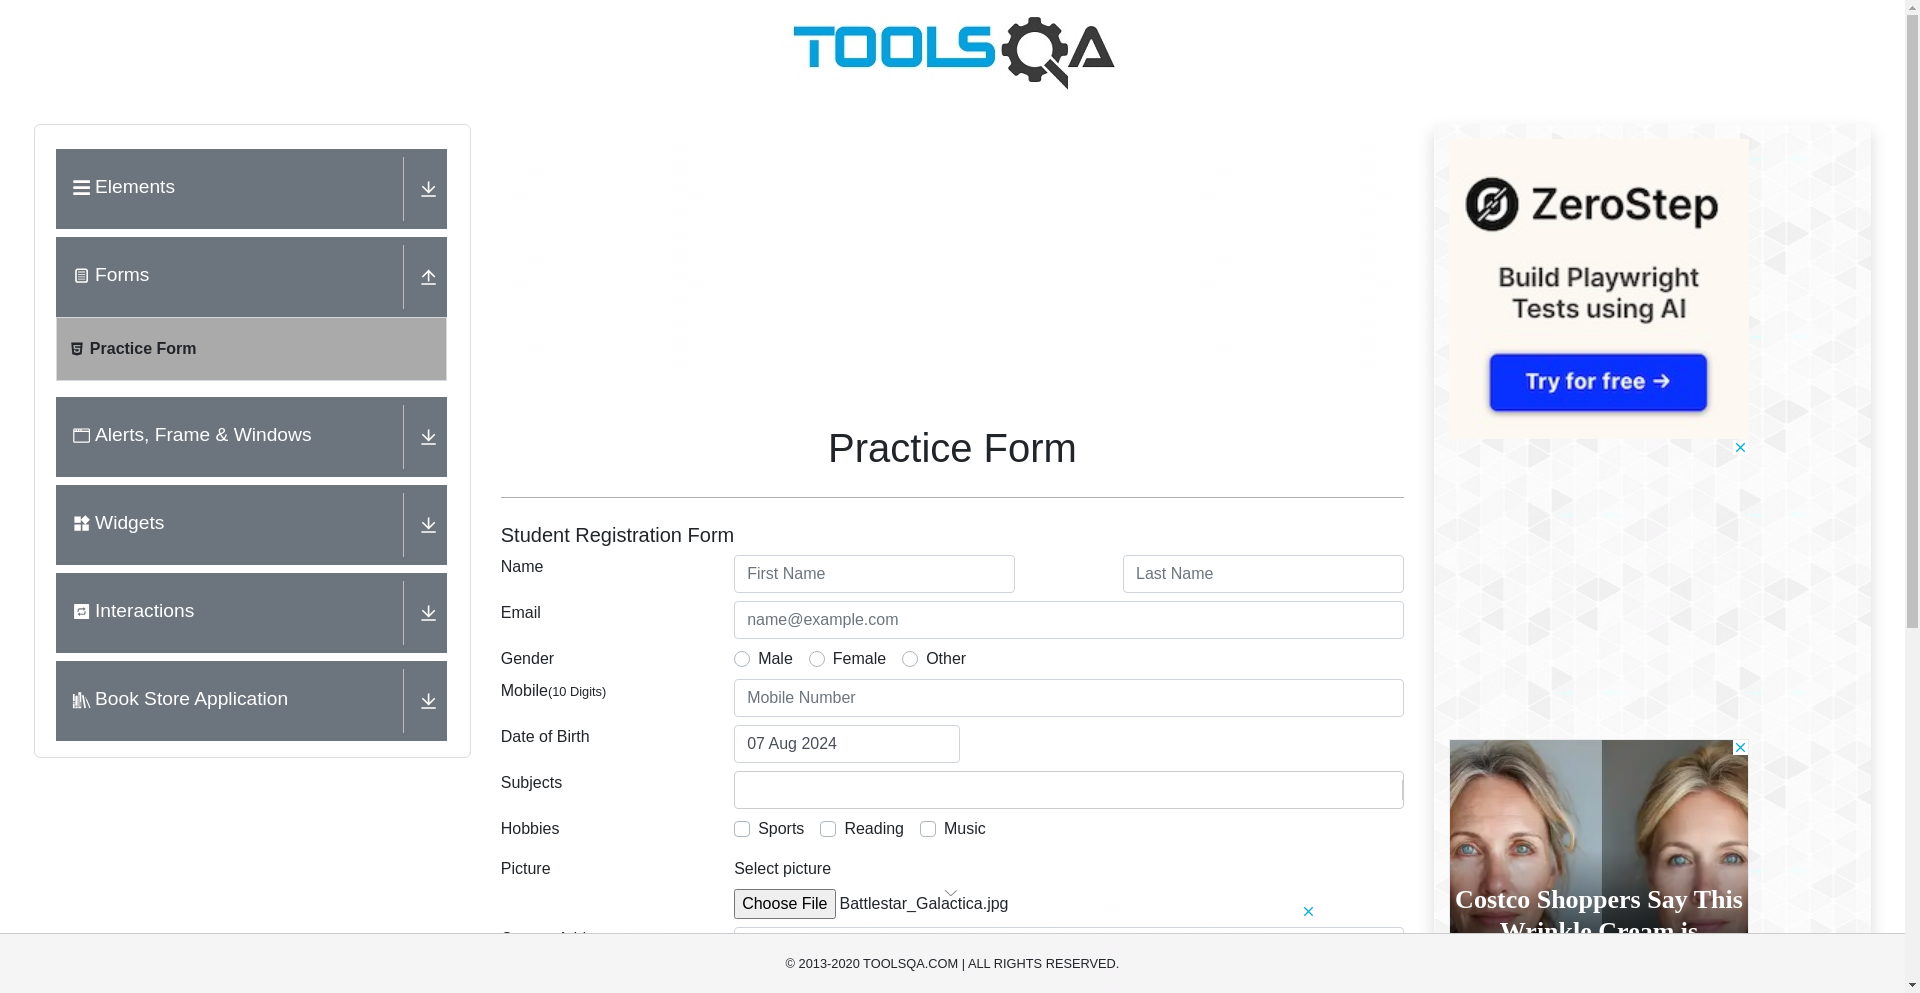 TOOLSQA
Elements
Forms
Practice Form
Alerts, Frame & Windows
Widgets
Interactions
Book Store Application
Practice Form
Student Registration Form
Name
First Name
Last Name
Email
name@example.com
Gender
Male
Female
Other
Mobile(10 Digits)
Mobile Number
Date of Birth
07 Aug 2024
Subjects
Hobbies
Sports
Reading
Music
Picture
Select picture
Choose File Battlestar_Galactica.jpg
ZeroStep
Build Playwright
Tests using AI
Try for free →
Costco Shoppers Say This
Wrinkle Cream is
© 2013-2020 TOOLSQA.COM | ALL RIGHTS RESERVED.